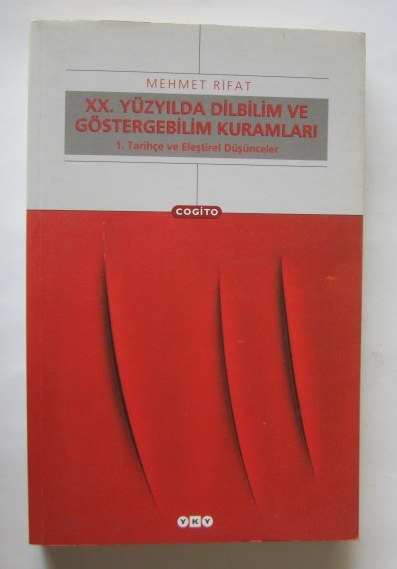 MEHMET RİFAT
XX. YÜZYILDA DİLBİLİM VE
GÖSTERGEBİLİM KURAMLARI
1. Tarihçe ve Eleştirel Düşünceler
COGİTO
YKY